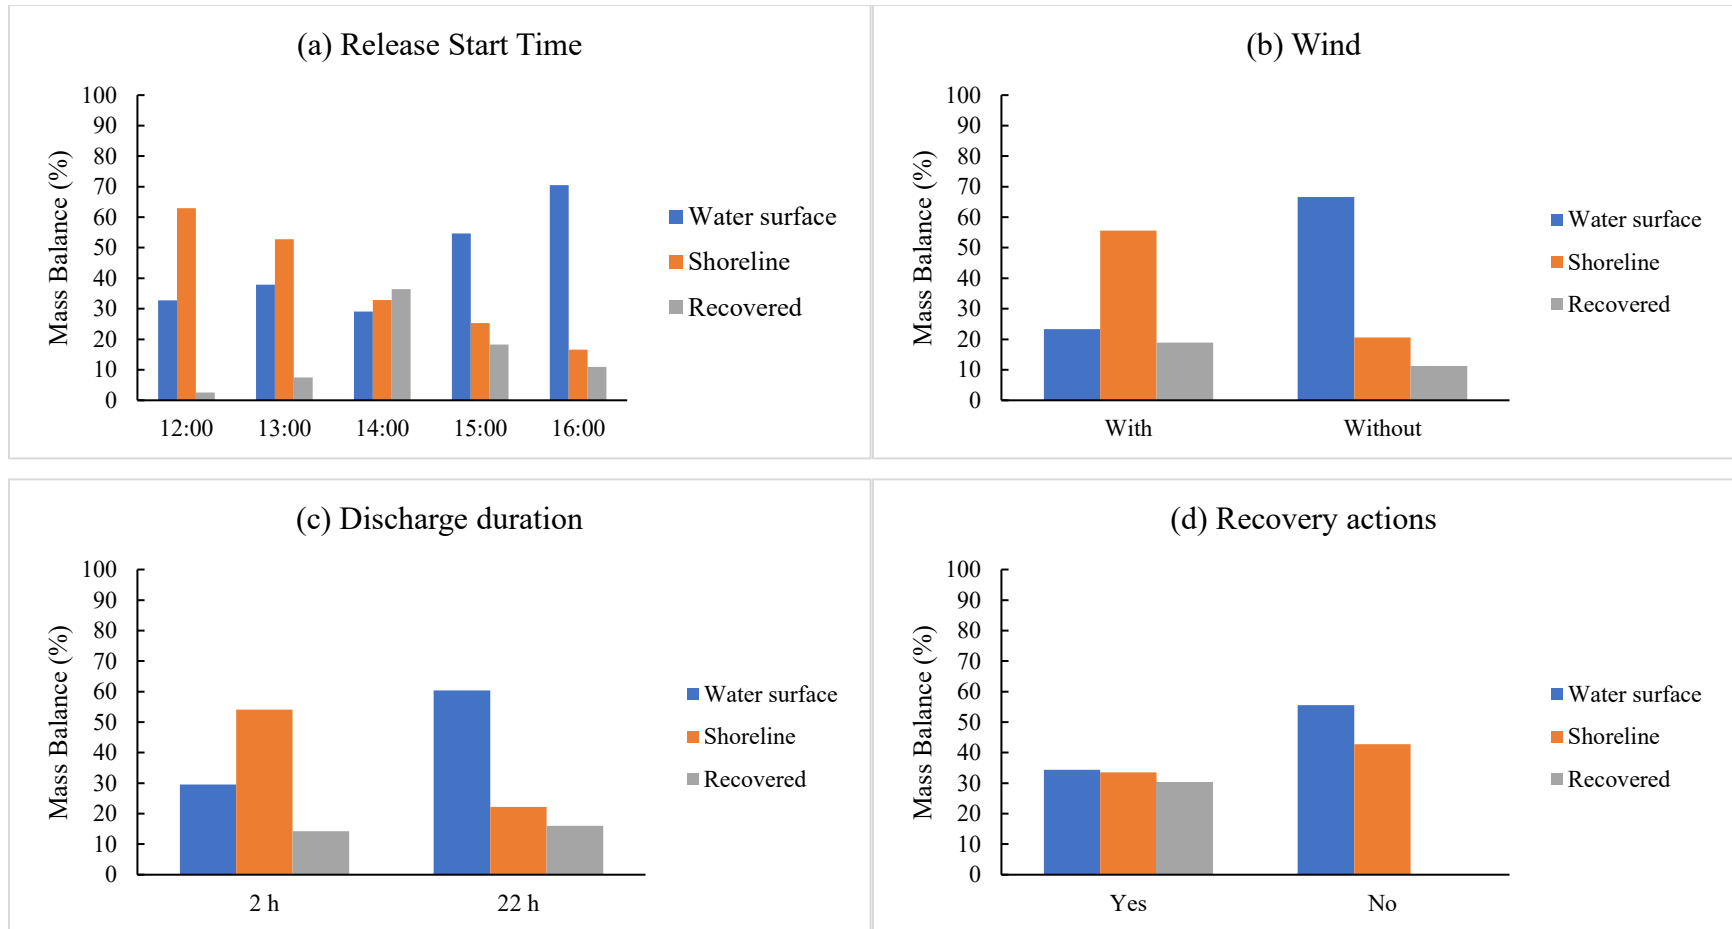 (a) Release Start Time
Mass Balance (%)
100
90
80
70
60
50
40
30
20
10
0
12:00 13:00 14:00 15:00 16:00
Water surface
Shoreline
Recovered
(b) Wind
Mass Balance (%)
100
90
80
70
60
50
40
30
20
10
0
With Without
Water surface
Shoreline
Recovered
(c) Discharge duration
Mass Balance (%)
100
90
80
70
60
50
40
30
20
10
0
2 h 22 h
Water surface
Shoreline
Recovered
(d) Recovery actions
Mass Balance (%)
100
90
80
70
60
50
40
30
20
10
0
Yes No
Water surface
Shoreline
Recovered